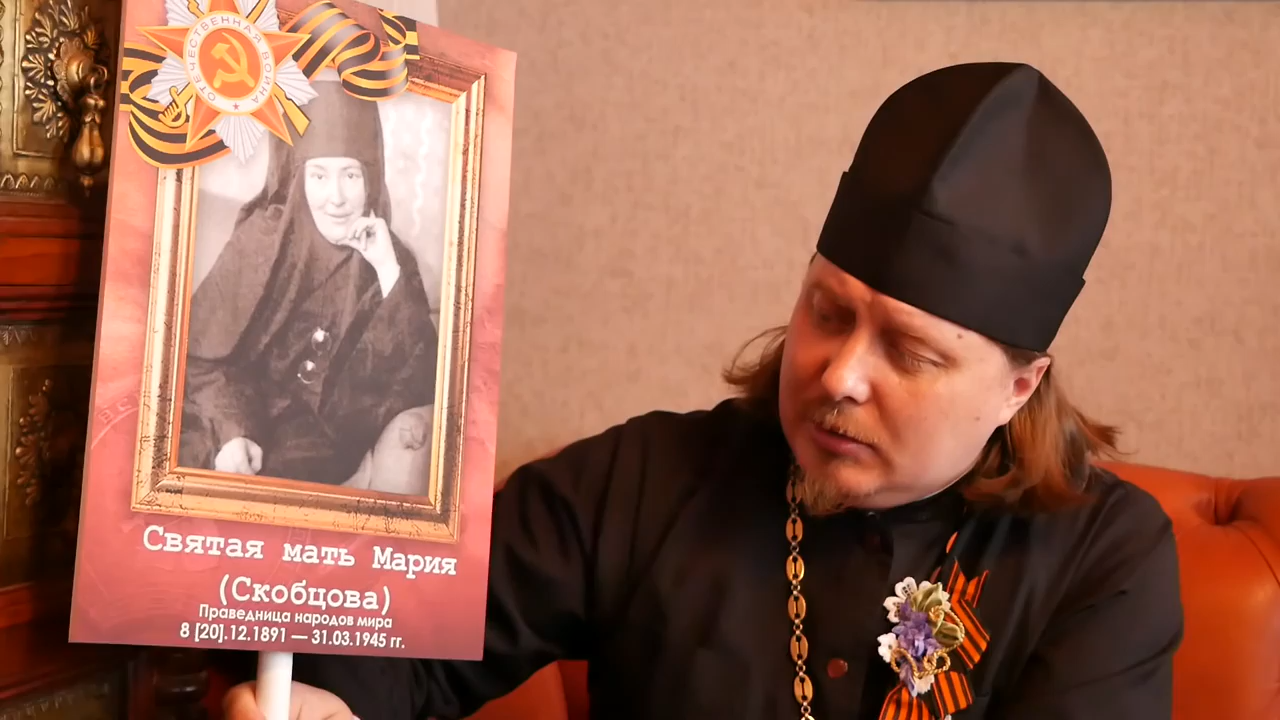 ОТЕЧЕСТВЕННАЯ ВОЙНА
Святая мать Мария
(Скобцова)
Праведница народов мира
8 [20].12.1891 — 31.03.1945 гг.